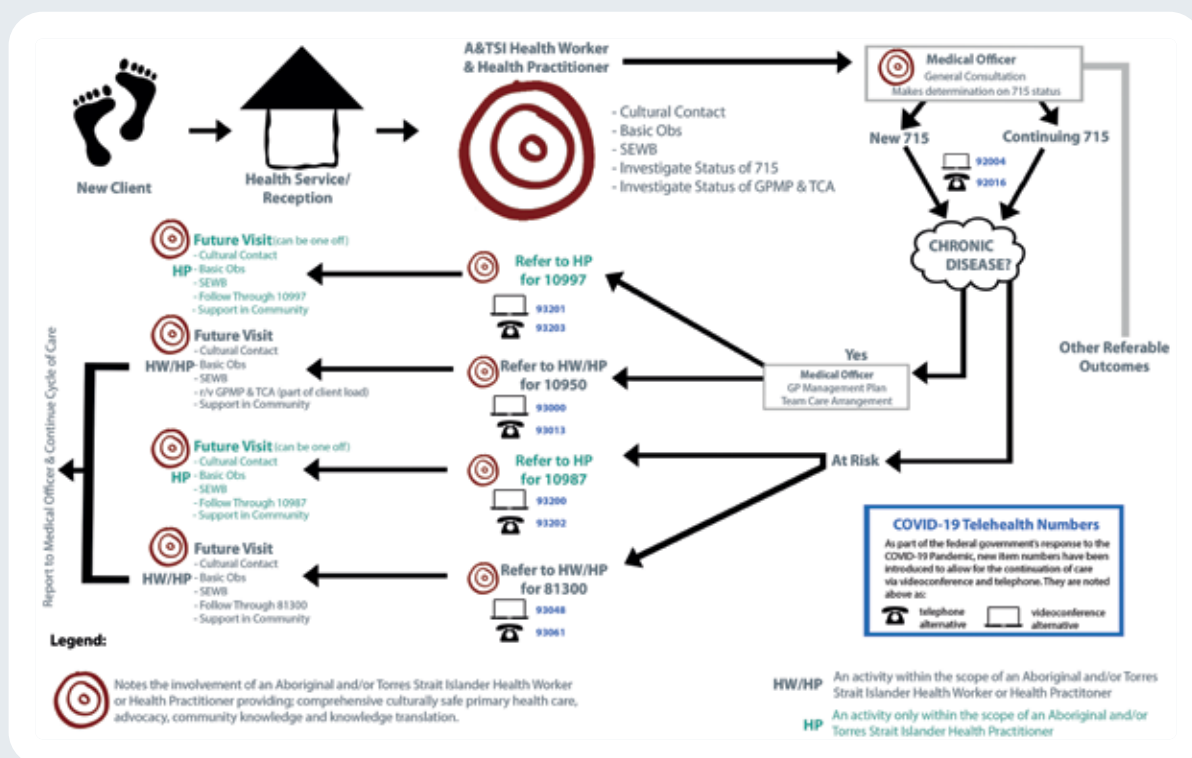 A&TSI Health Worker
& Health Practitioner
- Cultural Contact
- Basic Obs
- SEWB
- Investigate Status of 715
- Investigate Status of GPMP & TCA
New Client
Health Service/
Reception
Medical Officer
General Consultation
Makes determination on 715 status
New 715
Continuing 715
92004
92016
CHRONIC
DISEASE?
Other Referable
Outcomes
Yes
Medical Officer
GP Management Plan
Team Care Arrangement
At Risk
Refer to HP
for 10997
93201
93203
Refer to HW/HP
for 10950
93000
93013
Refer to HP
for 10987
93200
93202
Refer to HW/HP
for 81300
93048
93061
Future Visit (can be one off)
- Cultural Contact
HP - Basic Obs
- SEWB
- Follow Through 10997
- Support in Community
Future Visit
- Cultural Contact
HW/HP - Basic Obs
- SEWB
- r/v GPMP & TCA (part of client load)
- Support in Community
Future Visit (can be one off)
- Cultural Contact
HP - Basic Obs
- SEWB
- Follow Through 10987
- Support in Community
Future Visit
- Cultural Contact
HW/HP - Basic Obs
- SEWB
- Follow Through 81300
- Support in Community
Report to Medical Officer & Continue Cycle of Care
COVID-19 Telehealth Numbers
As part of the federal government's response to the
COVID-19 Pandemic, new item numbers have been
introduced to allow for the continuation of care
via videoconference and telephone. They are noted
above as:
telephone
alternative
videoconference
alternative
Legend:
Notes the involvement of an Aboriginal and/or Torres Strait Islander Health Worker
or Health Practitioner providing; comprehensive culturally safe primary health care,
advocacy, community knowledge and knowledge translation.
HW/HP An activity within the scope of an Aboriginal and/or Torres
Strait Islander Health Worker or Health Practitoner
HP An activity only within the scope of an Aboriginal and/or
Torres Strait Islander Health Practitioner